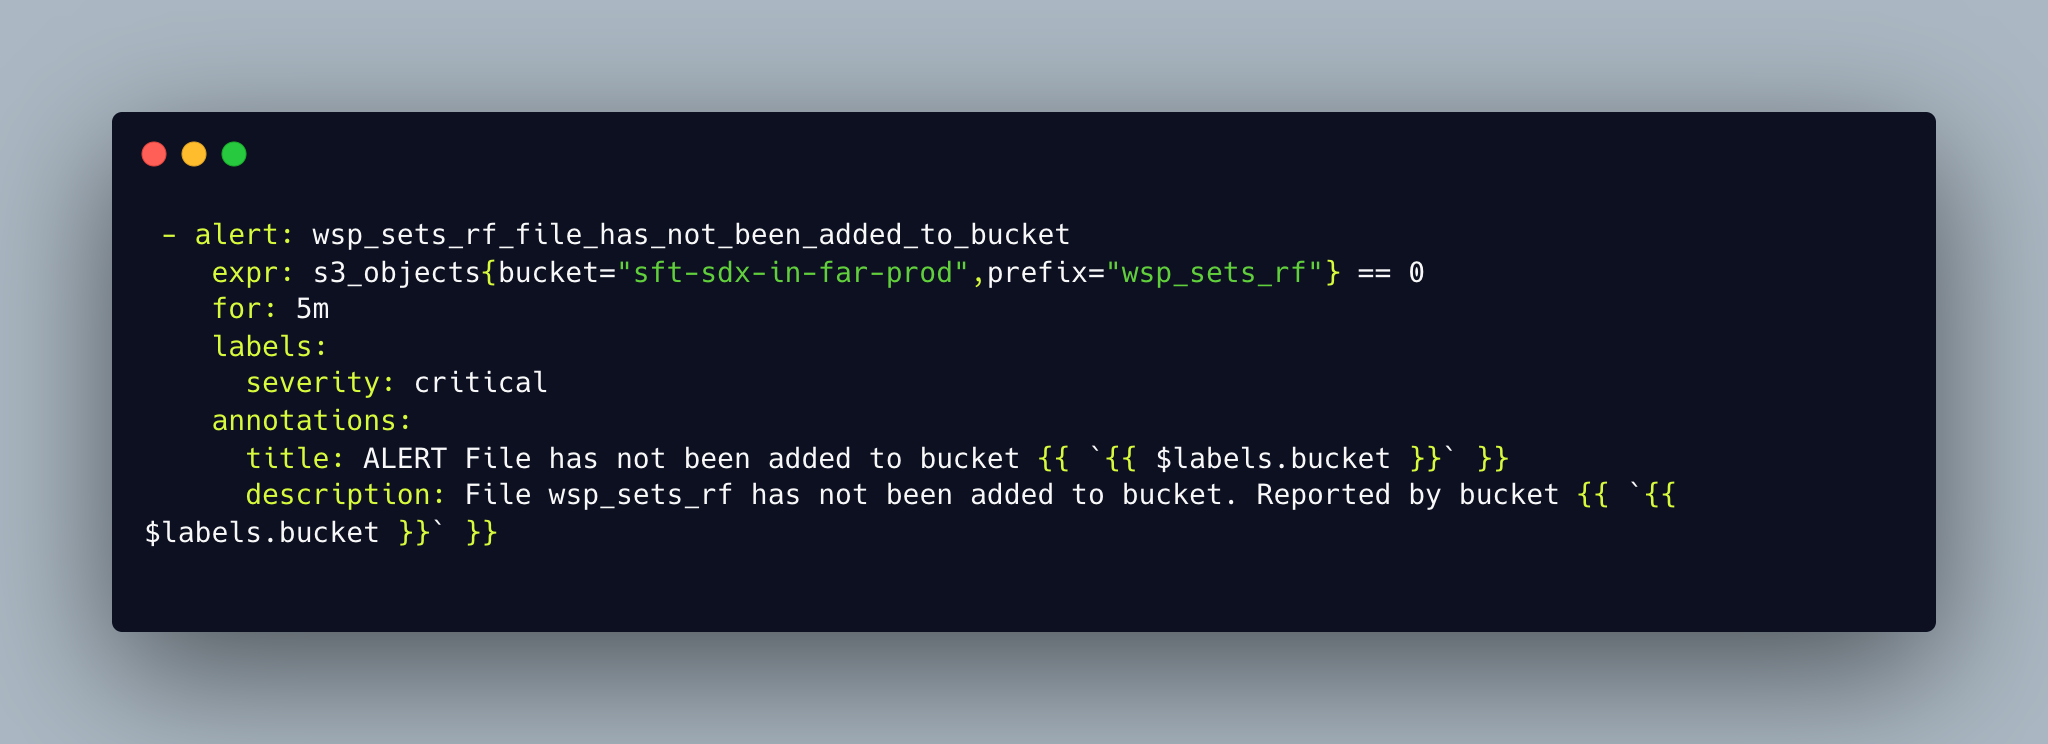 - alert: wsp_sets_rf_file_has_not_been_added_to_bucket
expr: s3_objects{bucket="sft-sdx-in-far-prod",prefix="wsp_sets_rf"} == 0
for: 5m
labels:
severity: critical
annotations:
title: ALERT File has not been added to bucket {{ `{{ $labels.bucket }}` }}
description: File wsp_sets_rf has not been added to bucket. Reported by bucket {{ `{{
$labels.bucket }}` }}